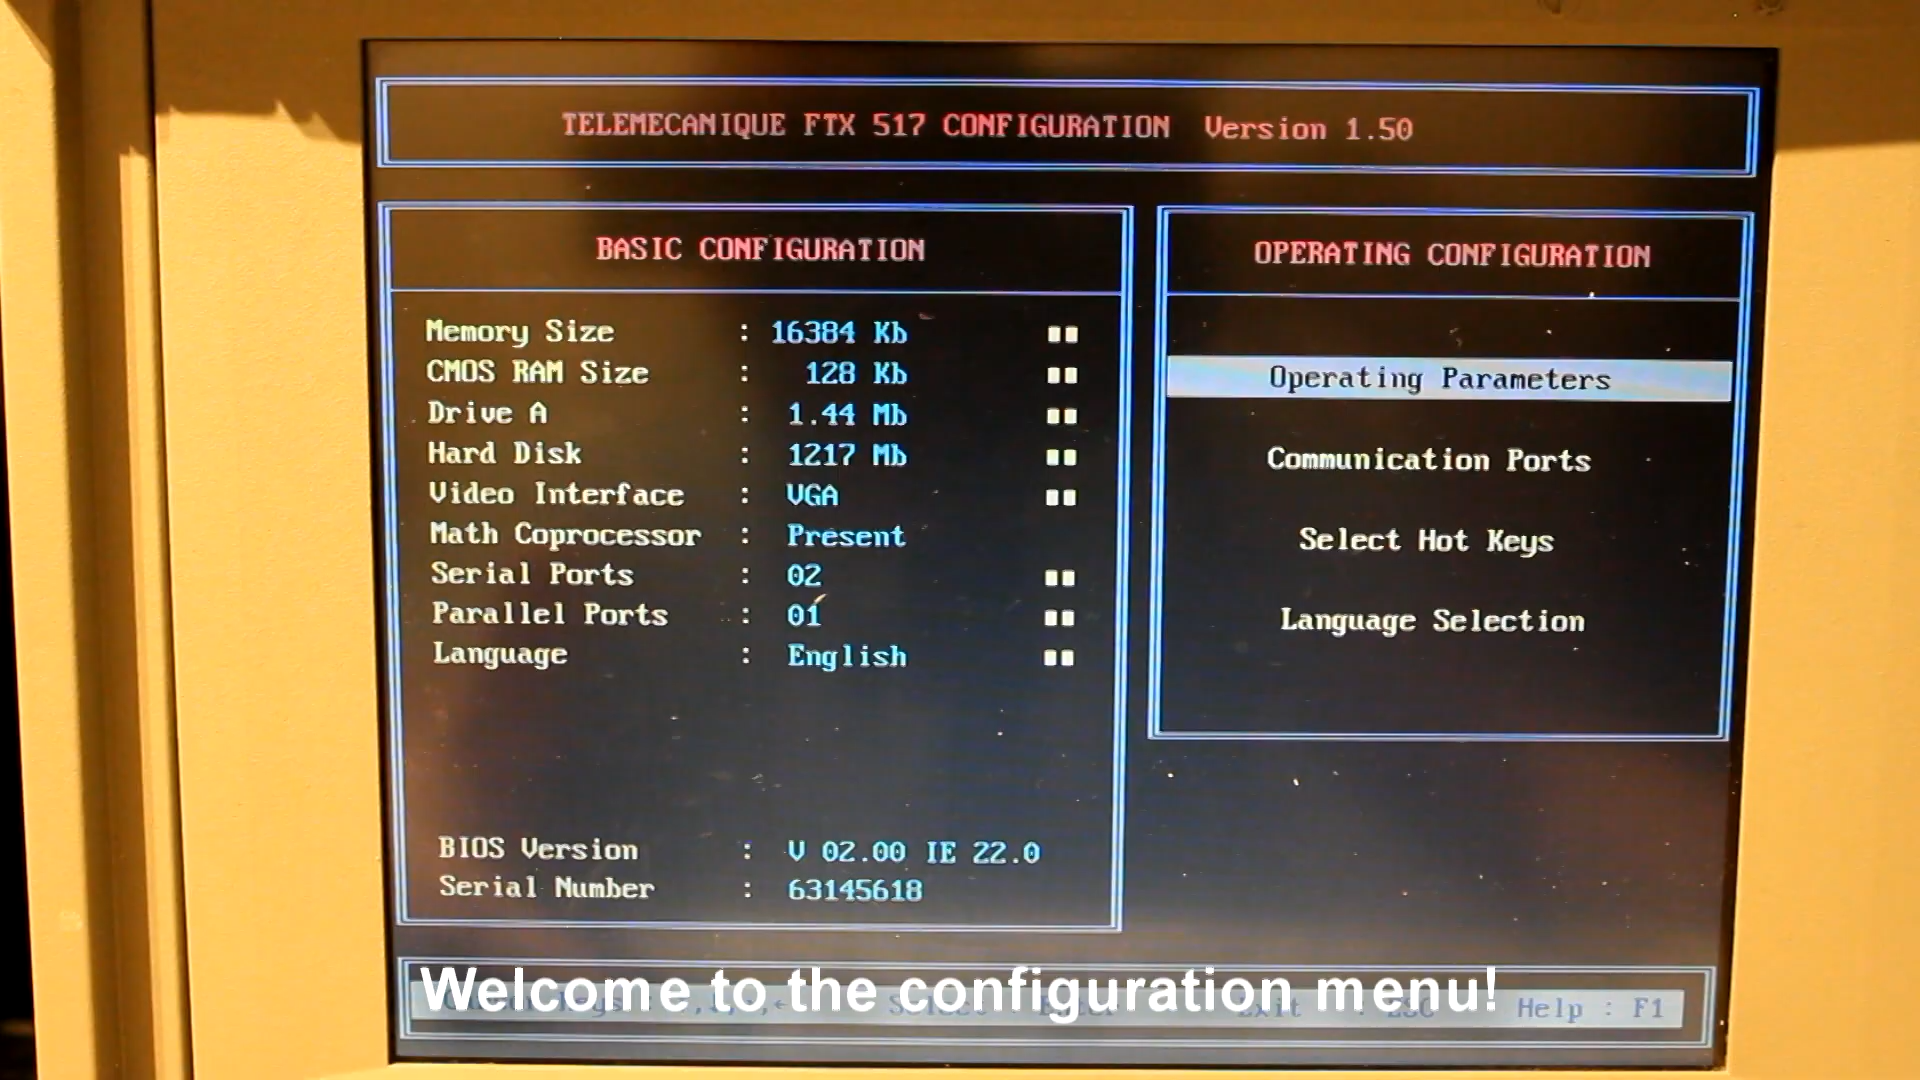 TELEMECANIQUE FTX 517 CONFIGURATION Version 1.50
BASIC CONFIGURATION
Memory Size : 16384 Kb
CMOS RAM Size : 128 Kb
Drive A : 1.44 Mb
Hard Disk : 1217 Mb
Video Interface : VGA
Math Coprocessor : Present
Serial Ports : 02
Parallel Ports : 01
Language : English
BIOS Version : V 02.00 IE 22.0
Serial Number : 63145618
OPERATING CONFIGURATION
Operating Parameters
Communication Ports
Select Hot Keys
Language Selection
Welcome to the configuration menu!
Exit : ESC Help : F1